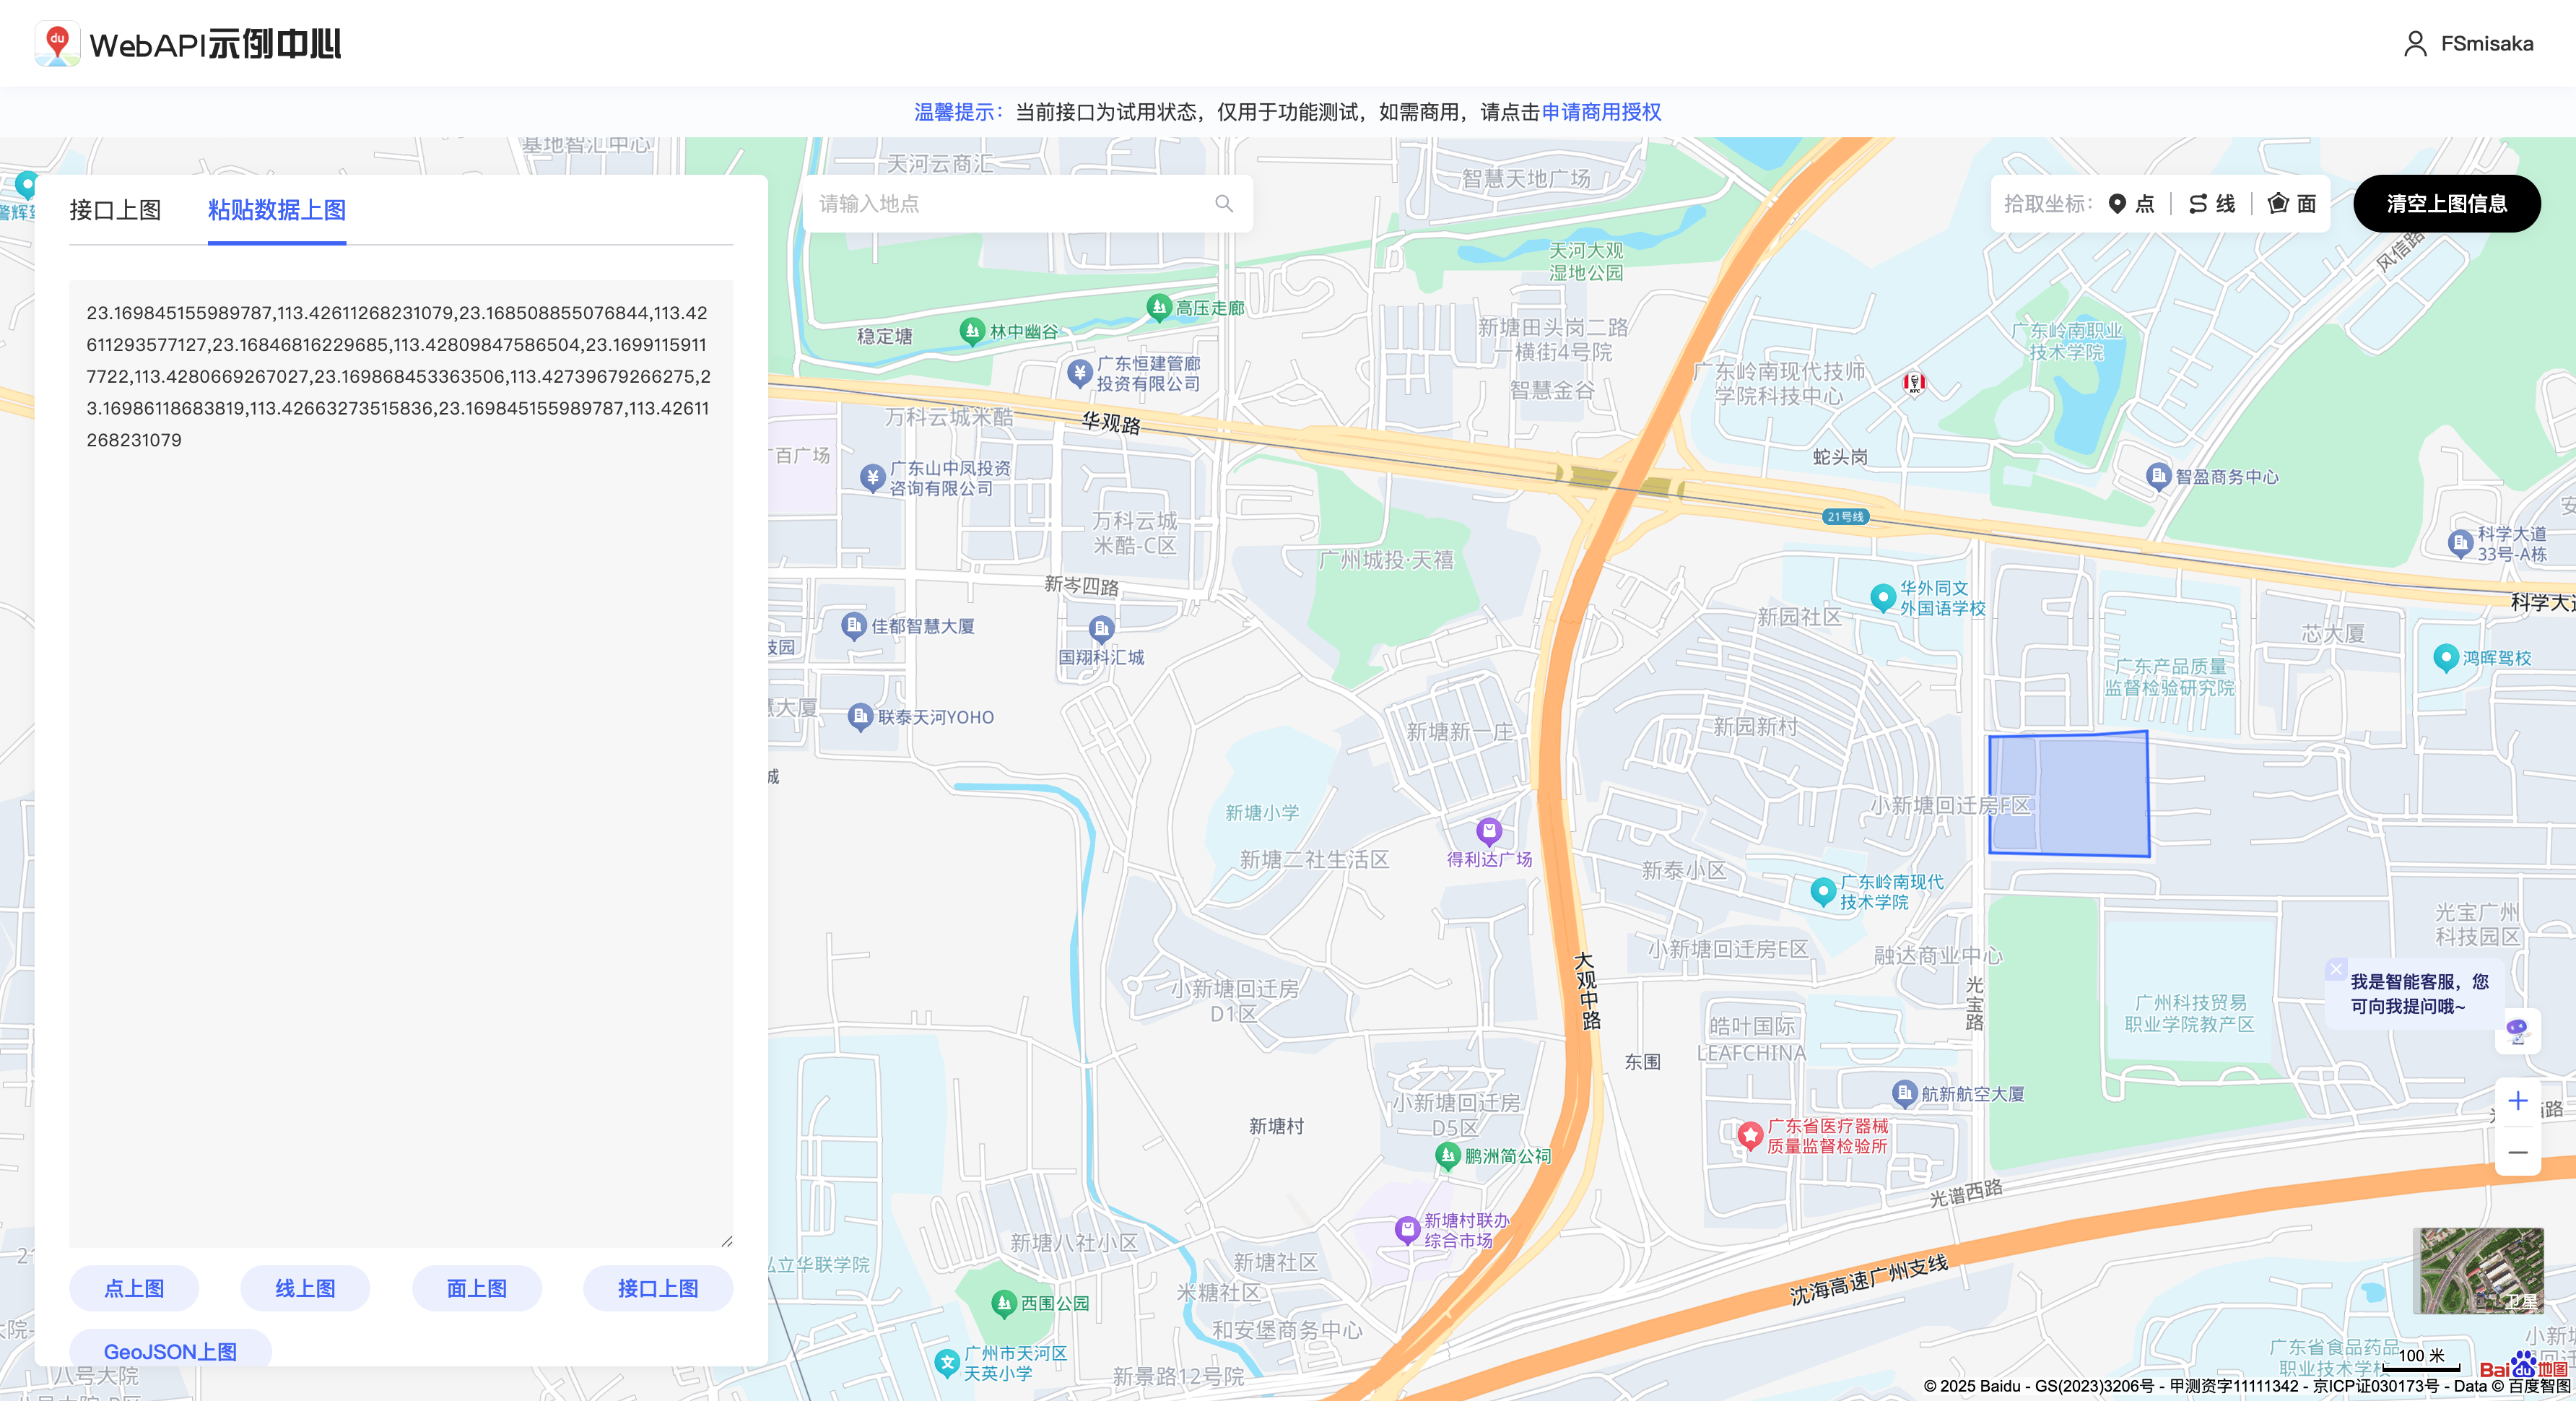 du
WebAPI示例中心
FSmisaka
温馨提示：当前接口为试用状态，仅用于功能测试，如需商用，请点击申请商用授权
接口上图
粘贴数据上图
23.169845155989787,113.42611268231079,23.168508855076844,113.42
611293577127,23.16846816229685,113.42809847586504,23.1699115911
7722,113.4280669267027,23.169868453363506,113.42739679266275,2
3.16986118683819,113.42663273515836,23.169845155989787,113.42611
268231079
点上图
线上图
面上图
接口上图
GeoJSON上图
请输入地点
拾取坐标：
点
线
面
清空上图信息
基地智汇中心
天河云商汇
智慧天地广场
天河大观
湿地公园
风信路
高压走廊
林中幽谷
稳定塘
广东恒建管廊
投资有限公司
新塘田头岗二路
一横街4号院
智慧金谷
广东岭南职业
技术学院
广东岭南现代技师
学院科技中心
KFC
万科云城米酷
华观路
蛇头岗
智盈商务中心
百广场
广东山中凤投资
咨询有限公司
21号线
万科云城
米酷-C区
广州城投·天禧
科学大道
33号-A栋
新岑四路
华外同文
外国语学校
新园社区
佳都智慧大厦
国翔科汇城
芯大厦
鸿晖驾校
广东产品质量
监督检验研究院
联泰天河YOHO
新塘新一庄
新园新村
城
新塘小学
小新塘回迁房F区
得利达广场
新塘二社生活区
新泰小区
广东岭南现代
技术学院
光宝广州
科技园区
小新塘回迁房E区
融达商业中心
大观中路
光宝路
小新塘回迁房
D1区
广州科技贸易
职业学院教产区
我是智能客服，您
可向我提问哦~
皓叶国际
LEAFCHINA
东围
小新塘回迁房
D5区
航新航空大厦
新塘村
广东省医疗器械
质量监督检验所
鹏洲简公祠
光谱西路
新塘村联办
综合市场
新塘八社小区
新塘社区
私立华联学院
米糖社区
沈海高速广州支线
西围公园
和安堡商务中心
卫星
广州市天河区
天英小学
新景路12号院
八号大院
广东省食品药品
职业技术学校
100 米
Bai du 地图
© 2025 Baidu - GS(2023)3206号 - 甲测资字11111342 - 京ICP证030173号 - Data © 百度智图